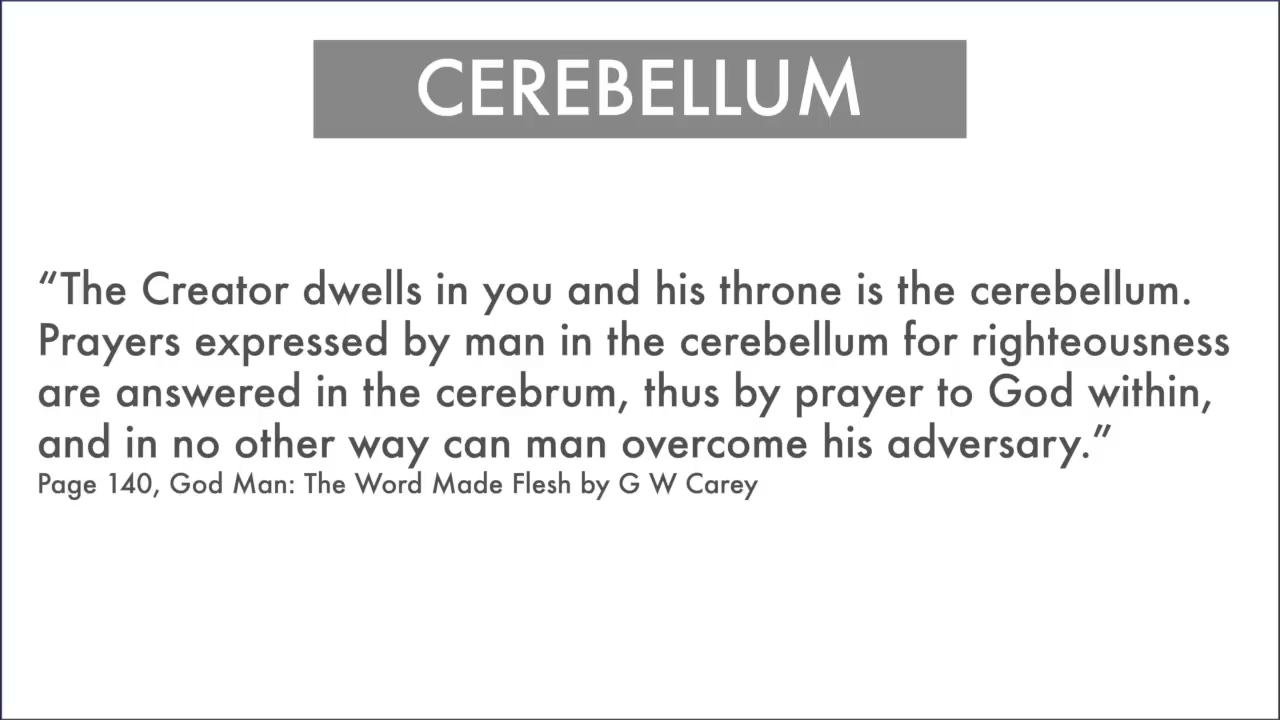 CEREBELLUM
“The Creator dwells in you and his throne is the cerebellum.
Prayers expressed by man in the cerebellum for righteousness
are answered in the cerebrum, thus by prayer to God within,
and in no other way can man overcome his adversary.”
Page 140, God Man: The Word Made Flesh by G W Carey